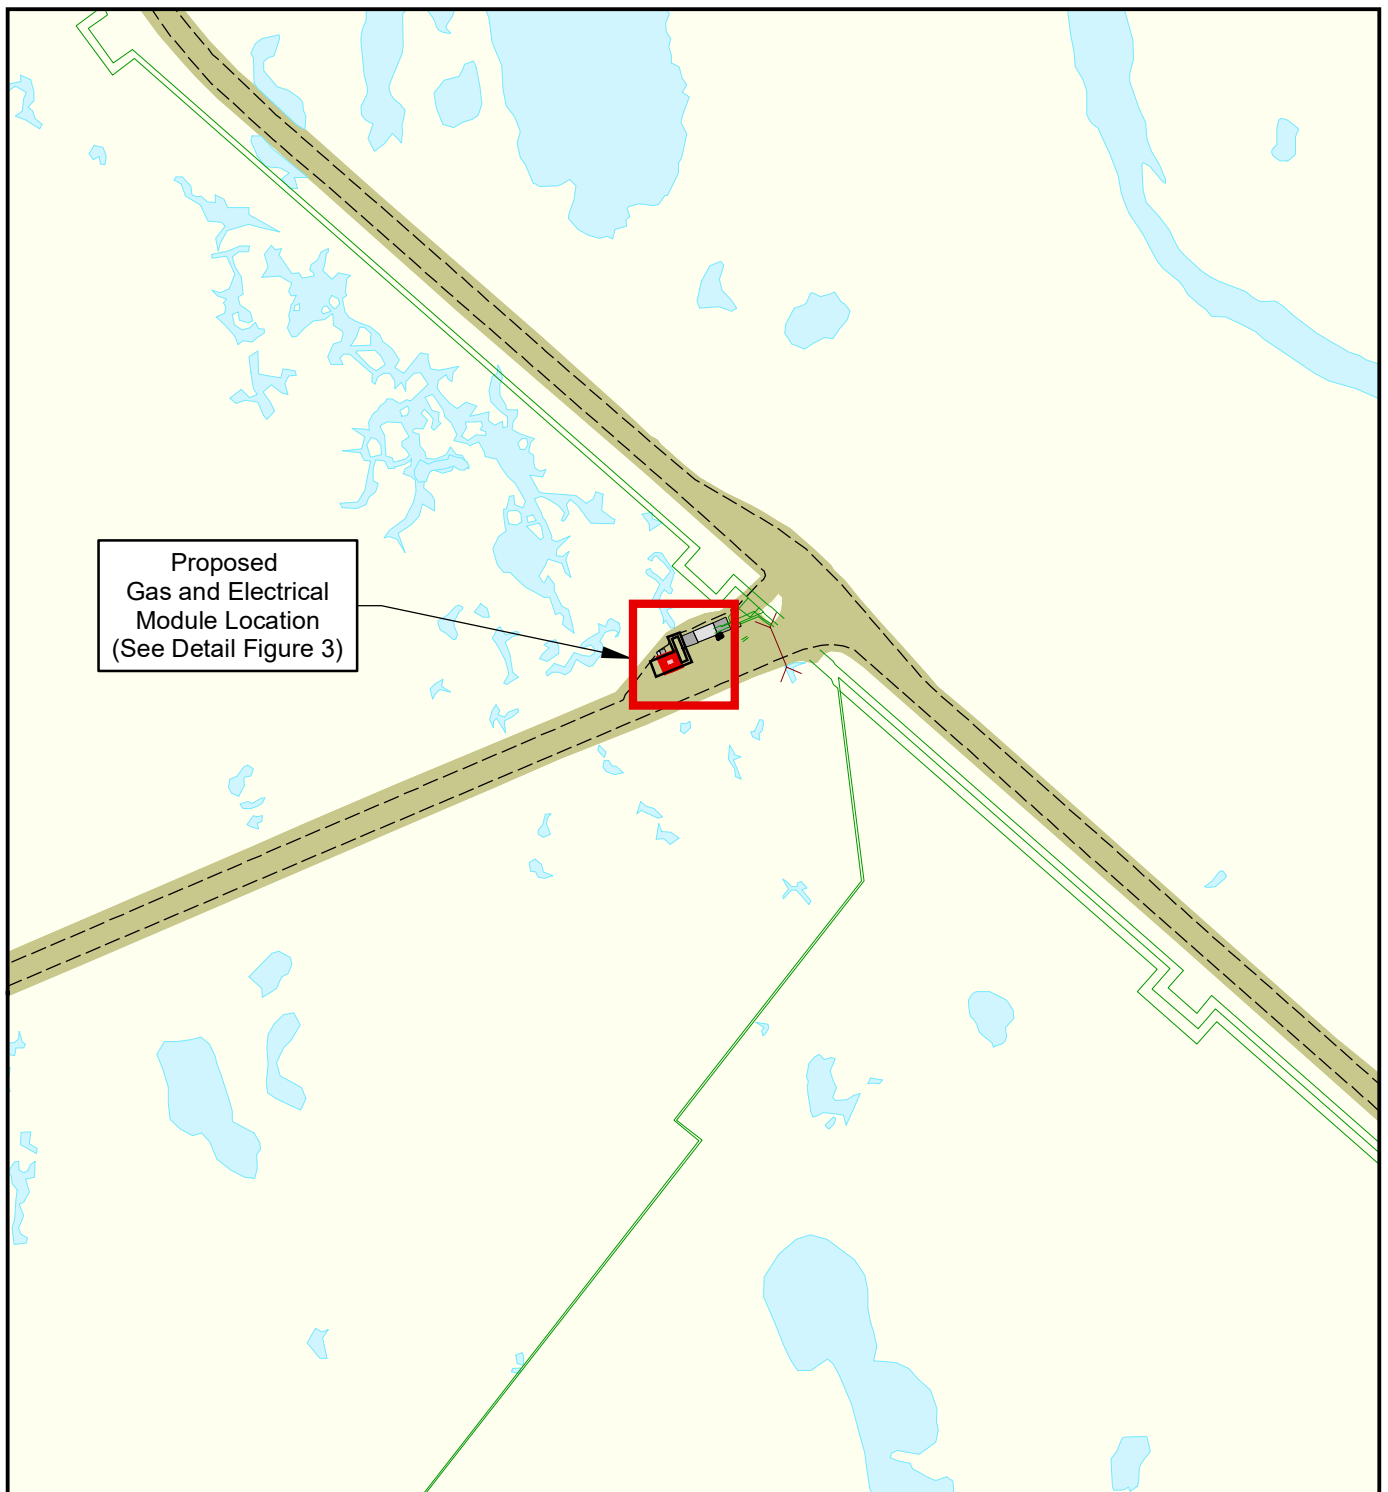 Proposed
Gas and Electrical
Module Location
(See Detail Figure 3)